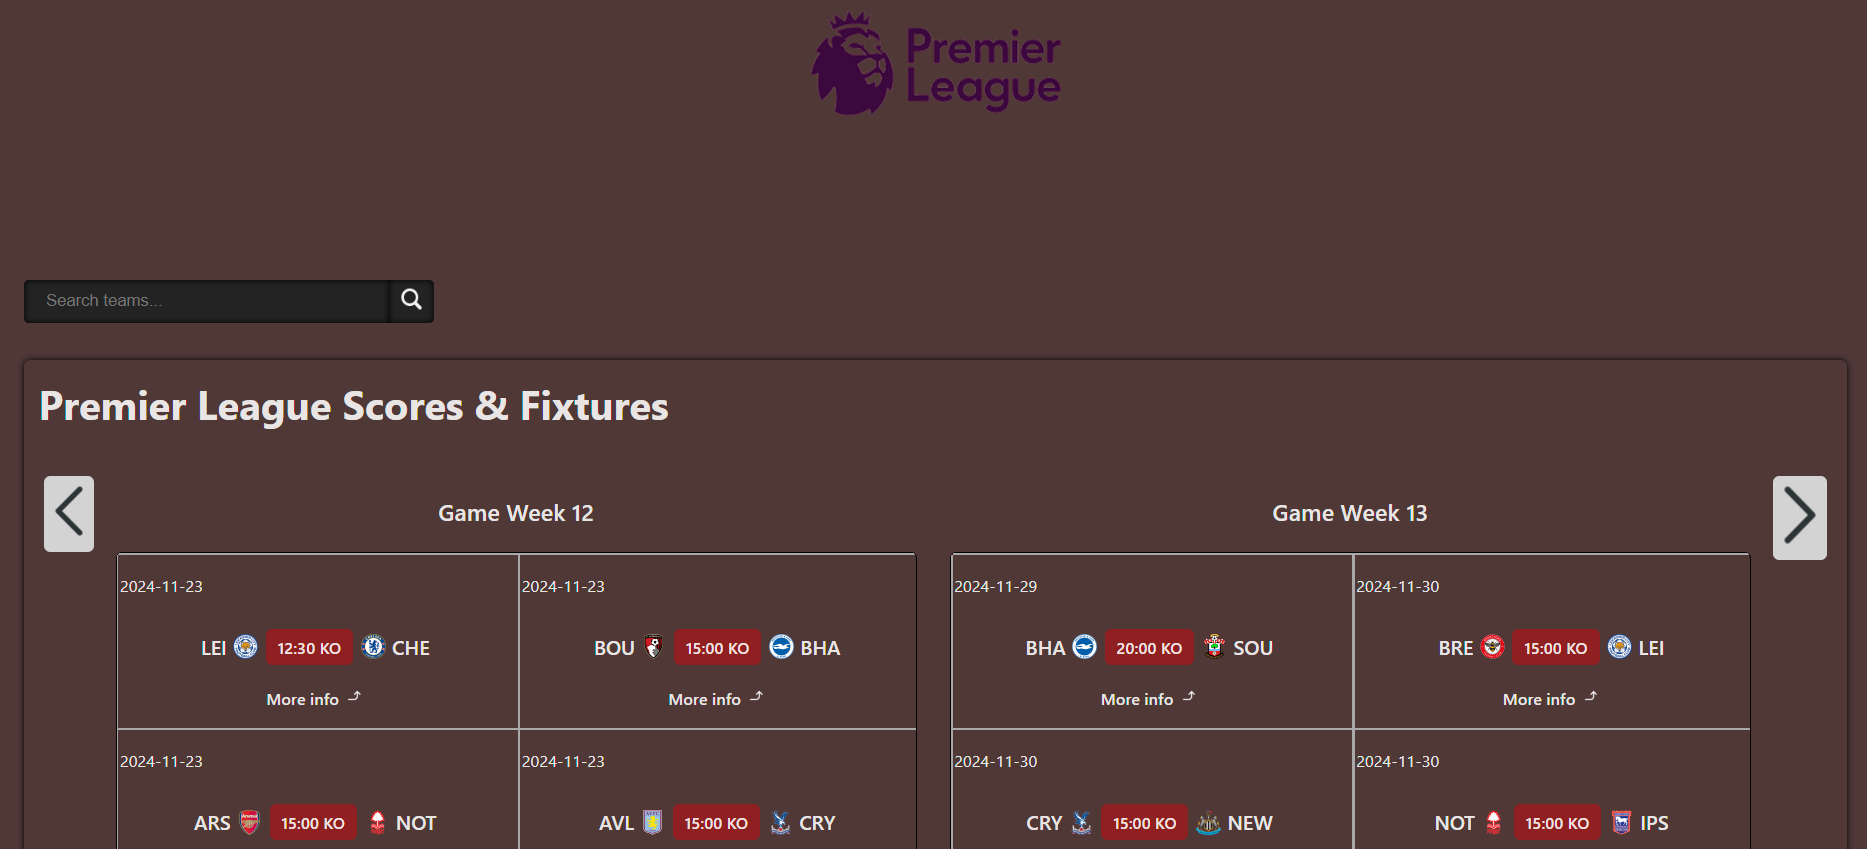 Premier
League
Search teams...
Premier League Scores & Fixtures
Game Week 12
2024-11-23
LEI 12:30 KO CHE
More info
2024-11-23
BOU 15:00 KO BHA
More info
2024-11-23
ARS 15:00 KO NOT
2024-11-23
AVL 15:00 KO CRY
Game Week 13
2024-11-29
BHA 20:00 KO SOU
More info
2024-11-30
BRE 15:00 KO LEI
More info
2024-11-30
CRY 15:00 KO NEW
2024-11-30
NOT 15:00 KO IPS